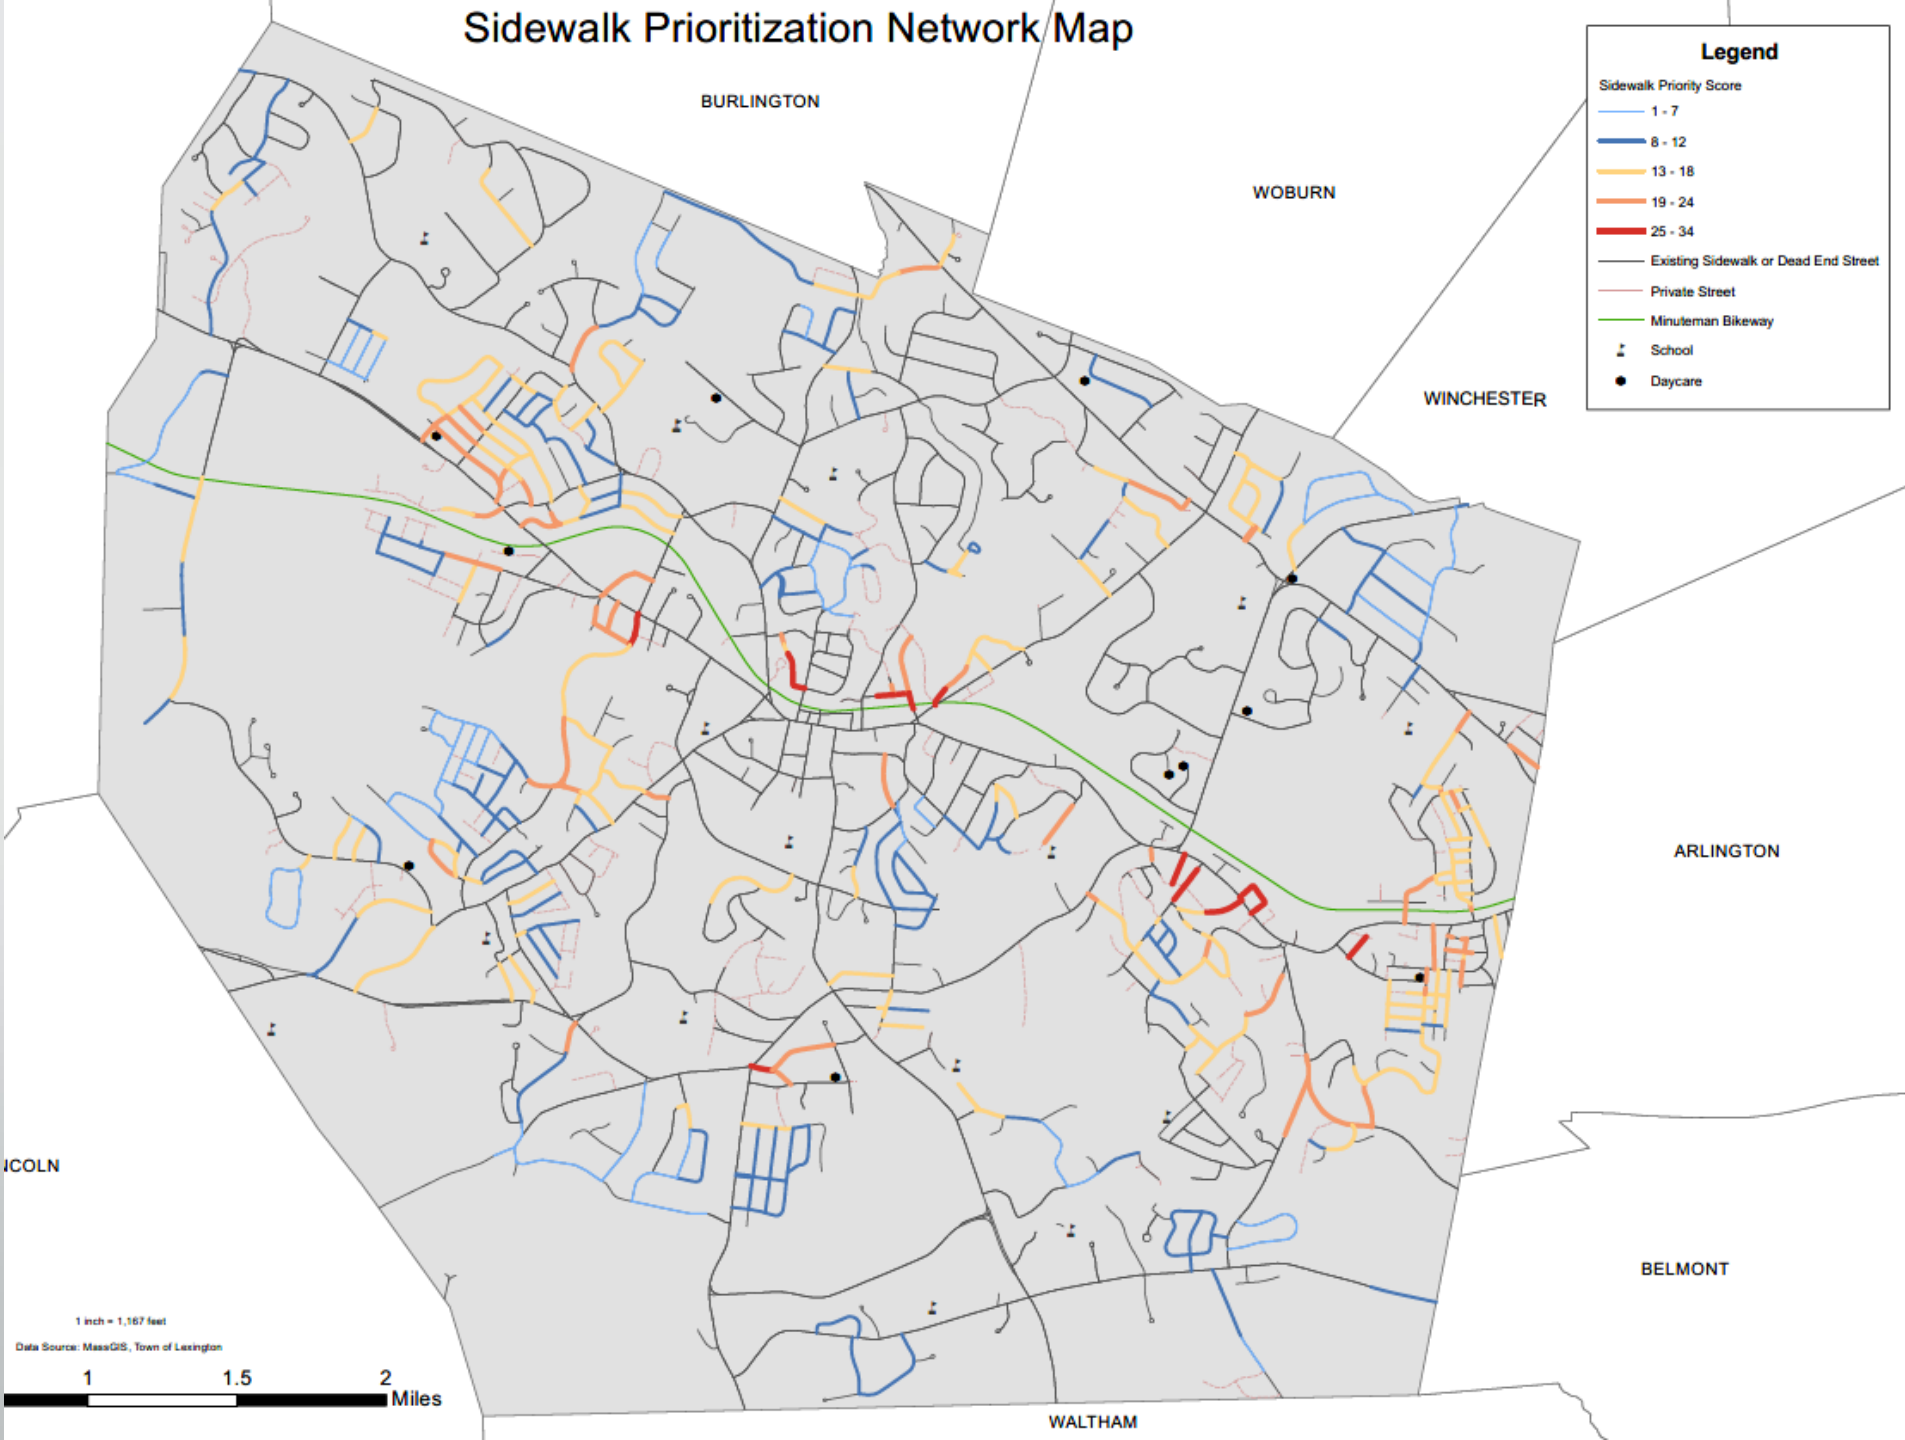 Sidewalk Prioritization Network Map
BURLINGTON
WOBURN
WINCHESTER
ARLINGTON
BELMONT
WALTHAM
NCOLN
Legend
Sidewalk Priority Score
1 - 7
8 - 12
13 - 18
19 - 24
25 - 34
Existing Sidewalk or Dead End Street
Private Street
Minuteman Bikeway
School
Daycare
1 inch = 1,167 feet
Data Source: MassGIS, Town of Lexington
1 1.5 2
Miles